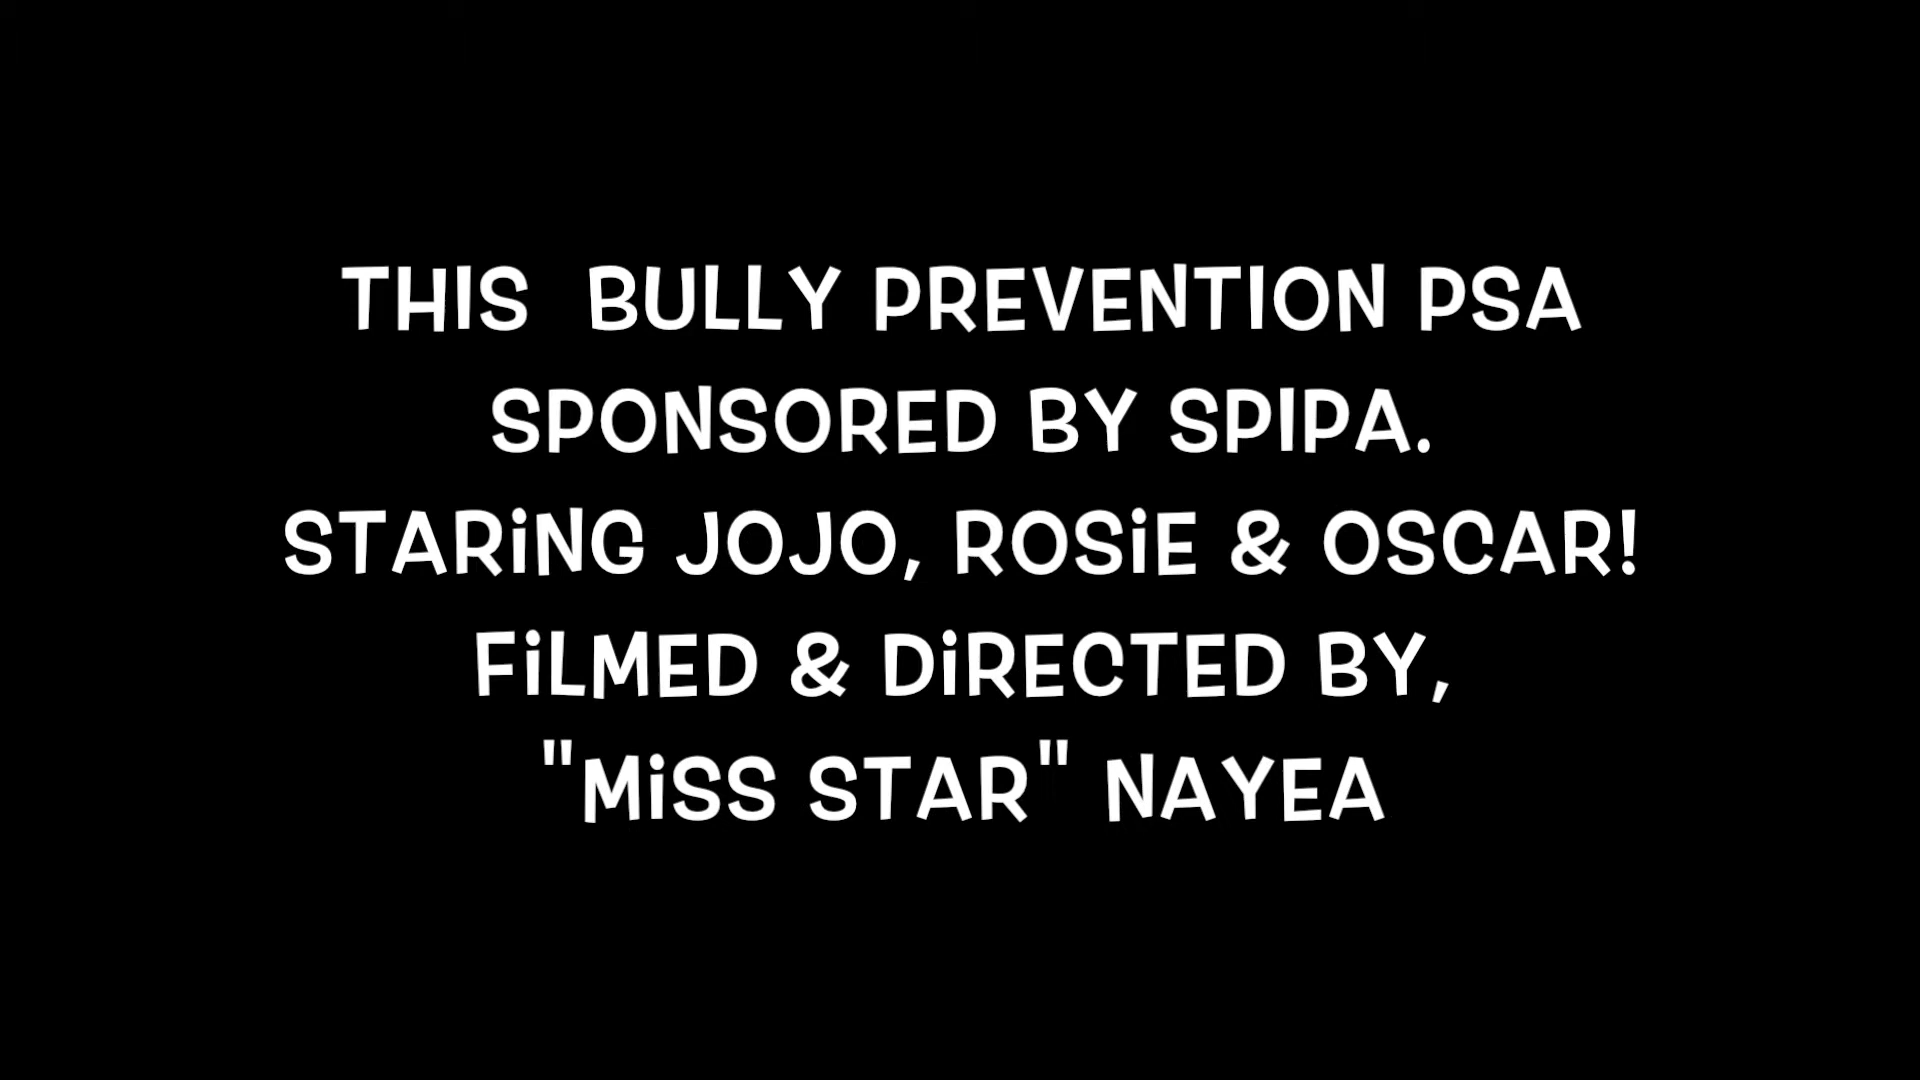 THIS  BULLY PREVENTION PSA
SPONSORED BY SPIPA.
STARiNG JOJO, ROSiE & OSCAR!
FiLMED & DiRECTED BY,
"MiSS STAR" NAYEA